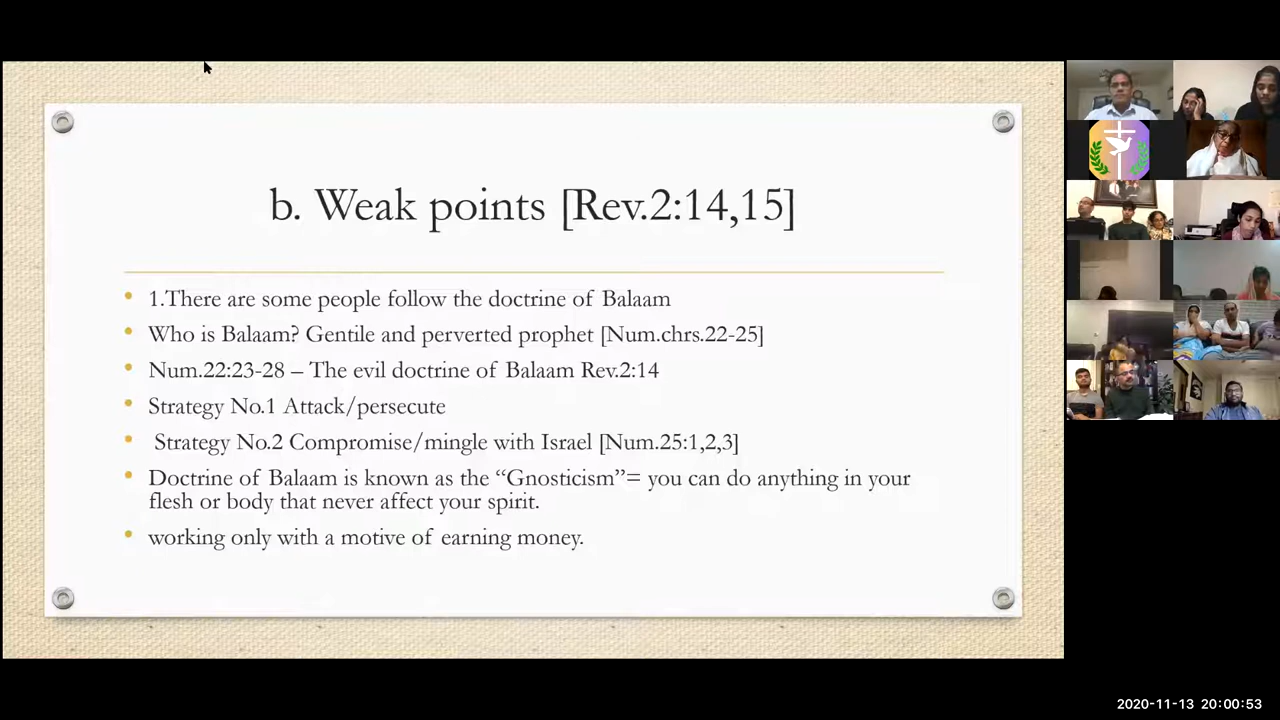 b. Weak points [Rev.2:14,15]
1.There are some people follow the doctrine of Balaam
Who is Balaam? Gentile and perverted prophet [Num.chrs.22-25]
Num.22:23-28 – The evil doctrine of Balaam Rev.2:14
Strategy No.1 Attack/persecute
Strategy No.2 Compromise/mingle with Israel [Num.25:1,2,3]
Doctrine of Balaam is known as the “Gnosticism”= you can do anything in your
flesh or body that never affect your spirit.
working only with a motive of earning money.
2020-11-13 20:00:53